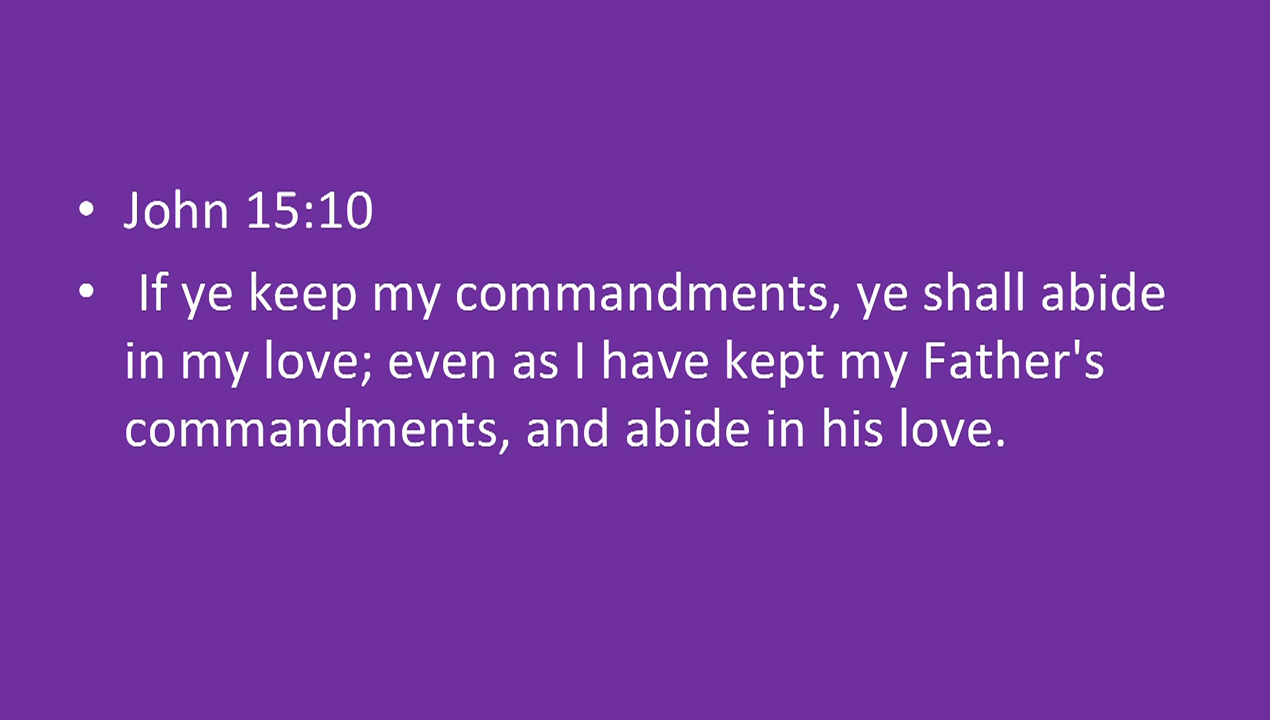 • John 15:10
• If ye keep my commandments, ye shall abide
in my love; even as I have kept my Father's
commandments, and abide in his love.